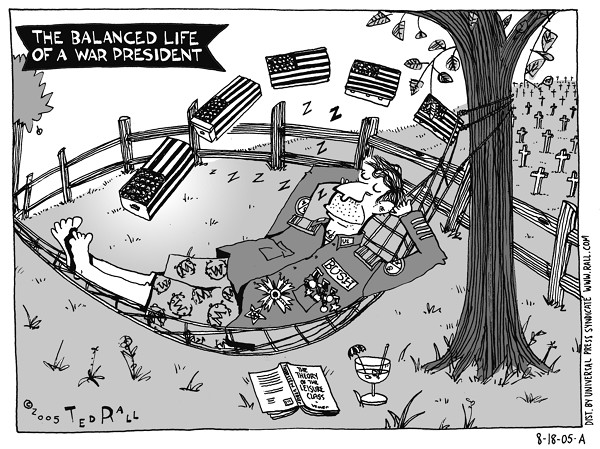 THE BALANCED LIFE
OF A WAR PRESIDENT
Z Z
Z Z Z Z Z
BUSH
THE
THEORY
OF THE
LEISURE
CLASS
©2005 TED RALL
DIST. BY UNIVERSAL PRESS SYNDICATE WWW.RALL.COM
8-18-05-A